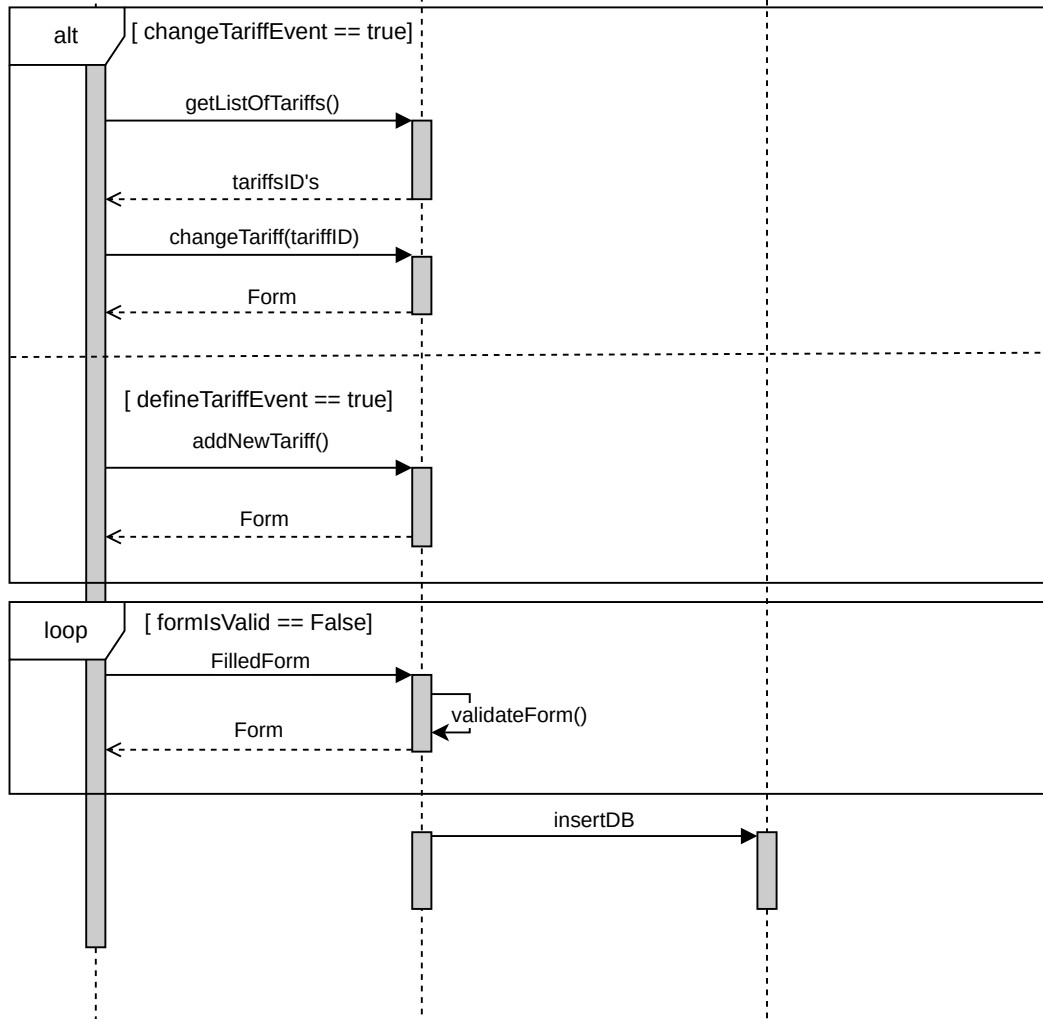 alt
[ changeTariffEvent == true]
getListOfTariffs()
tariffsID's
changeTariff(tariffID)
Form
[ defineTariffEvent == true]
addNewTariff()
Form
loop
[ formIsValid == False]
FilledForm
validateForm()
Form
insertDB